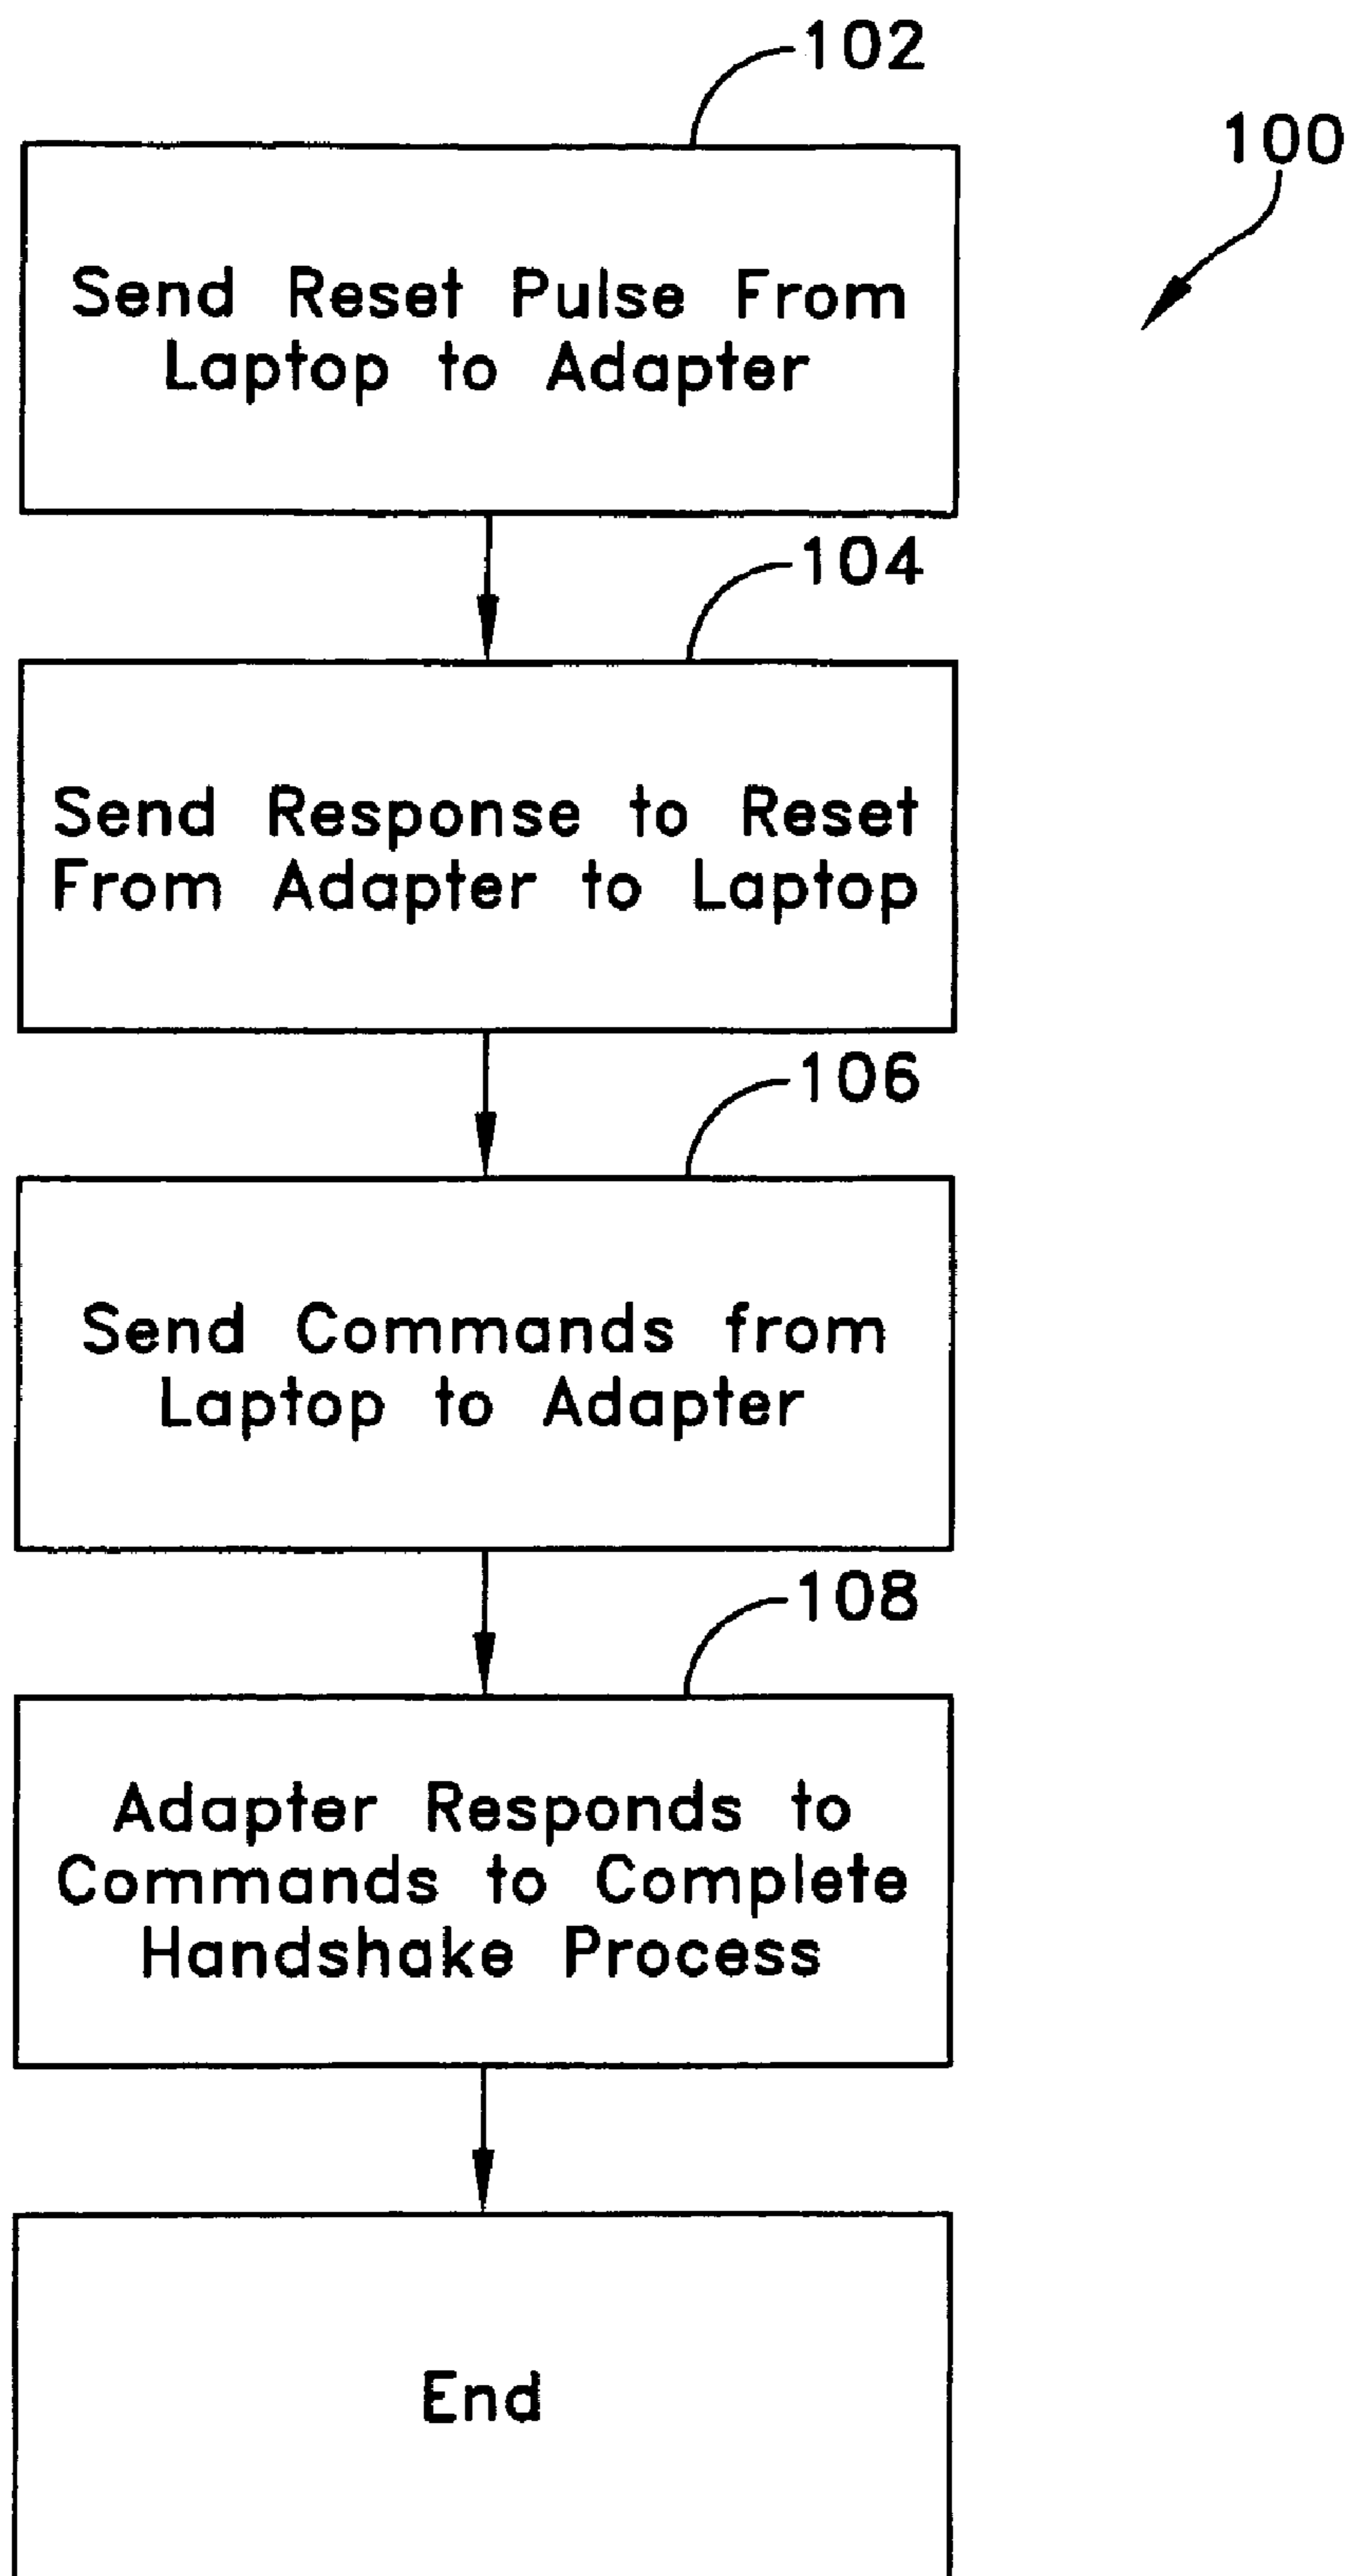 102
100
Send Reset Pulse From
Laptop to Adapter
104
Send Response to Reset
From Adapter to Laptop
106
Send Commands from
Laptop to Adapter
108
Adapter Responds to
Commands to Complete
Handshake Process
End